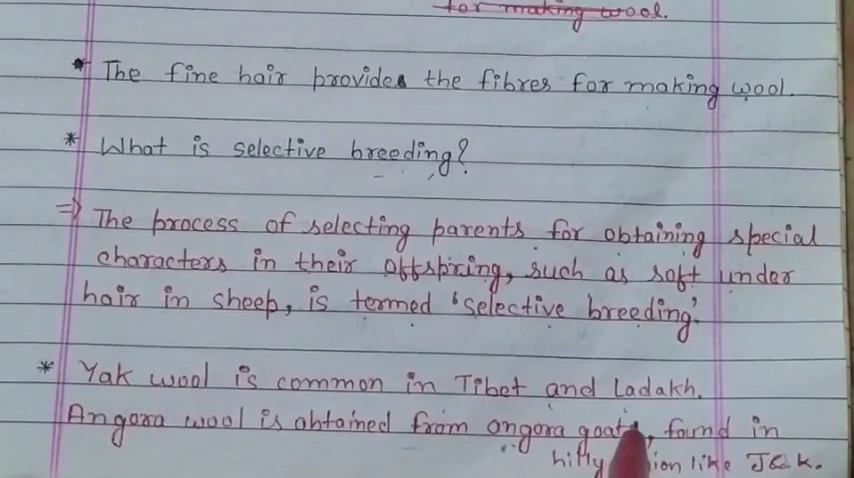 for making wool.
* The fine hair provides the fibres for making wool.
* What is selective breeding?
⇒ The process of selecting parents for obtaining special
characters in their offspring, such as soft under
hair in sheep, is termed 'selective breeding'.
* Yak wool is common in Tibet and Ladakh.
Angora wool is obtained from angora goats, found in
hilly like J&K.